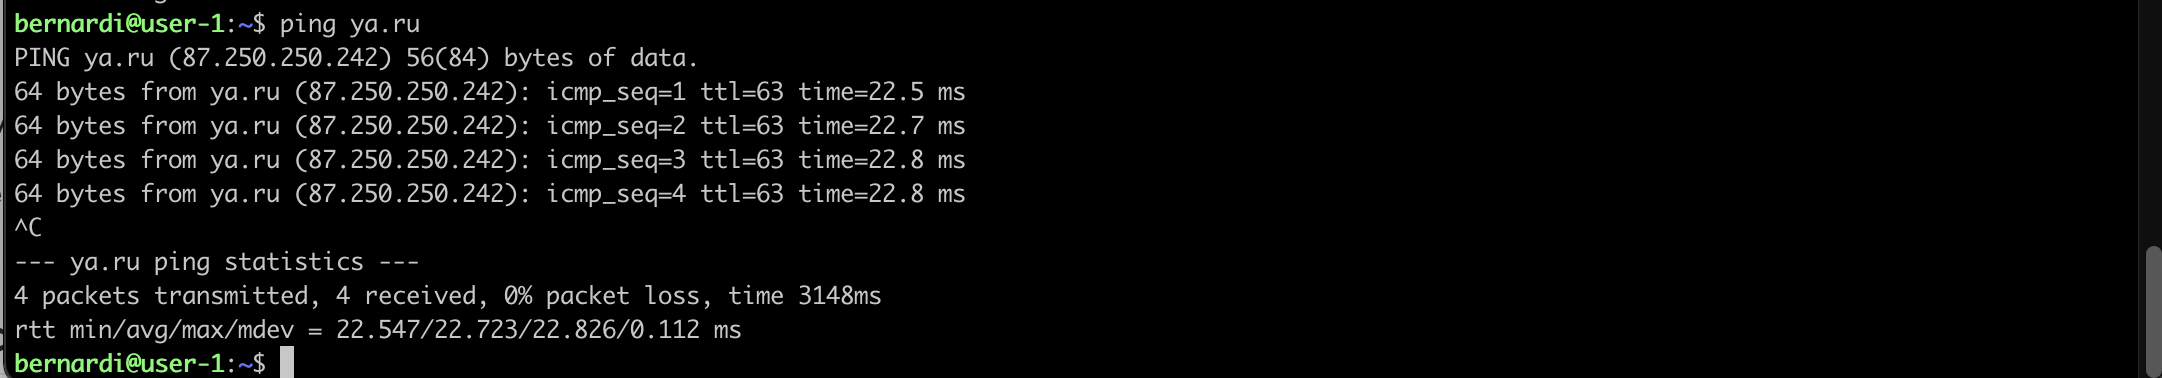 bernardi@user-1:~$ ping ya.ru
PING ya.ru (87.250.250.242) 56(84) bytes of data.
64 bytes from ya.ru (87.250.250.242): icmp_seq=1 ttl=63 time=22.5 ms
64 bytes from ya.ru (87.250.250.242): icmp_seq=2 ttl=63 time=22.7 ms
64 bytes from ya.ru (87.250.250.242): icmp_seq=3 ttl=63 time=22.8 ms
64 bytes from ya.ru (87.250.250.242): icmp_seq=4 ttl=63 time=22.8 ms
^C
--- ya.ru ping statistics ---
4 packets transmitted, 4 received, 0% packet loss, time 3148ms
rtt min/avg/max/mdev = 22.547/22.723/22.826/0.112 ms
bernardi@user-1:~$